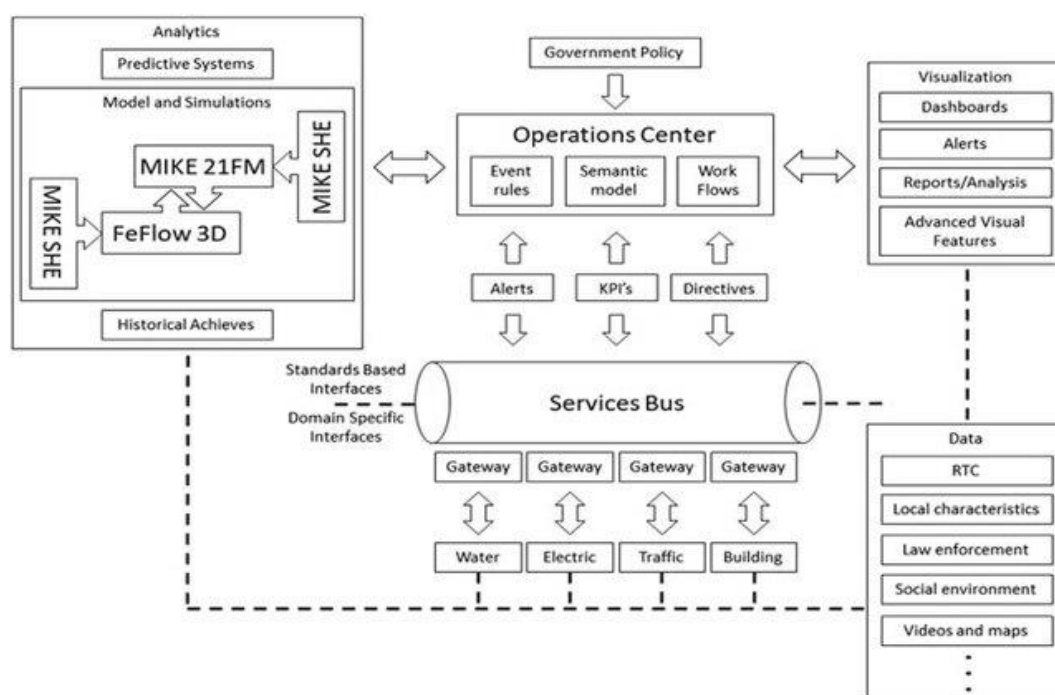 Analytics
Predictive Systems
Model and Simulations
MIKE SHE
MIKE 21FM
MIKE SHE
FeFlow 3D
Historical Achieves
Government Policy
Operations Center
Event
rules
Semantic
model
Work
Flows
Alerts
KPI's
Directives
Visualization
Dashboards
Alerts
Reports/Analysis
Advanced Visual
Features
Standards Based
Interfaces
Domain Specific
Interfaces
Services Bus
Gateway
Gateway
Gateway
Gateway
Water
Electric
Traffic
Building
Data
RTC
Local characteristics
Law enforcement
Social environment
Videos and maps